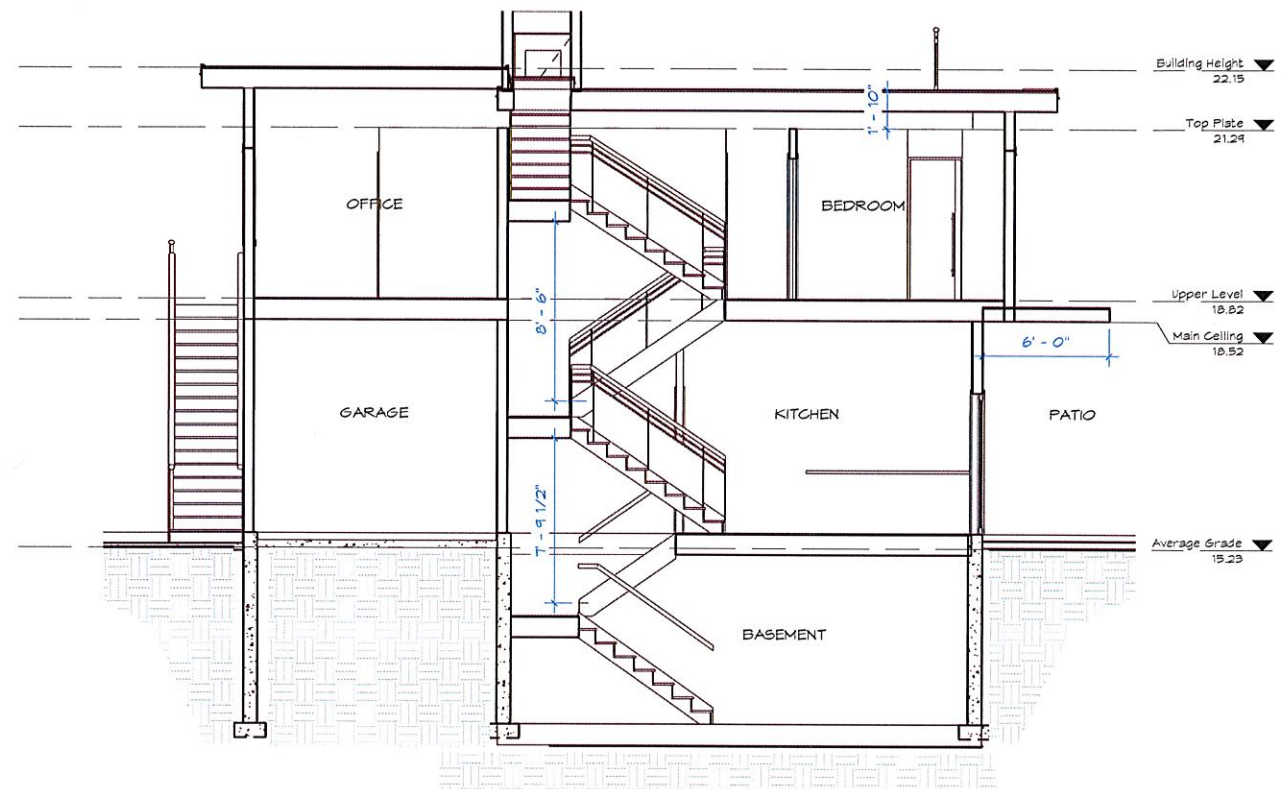 Building Height
22.15
1' - 10"
Top Plate
21.29
OFFICE
BEDROOM
8' - 6"
Upper Level
18.82
Main Ceiling
18.52
6' - 0"
GARAGE
KITCHEN
PATIO
7' - 9 1/2"
Average Grade
15.23
BASEMENT